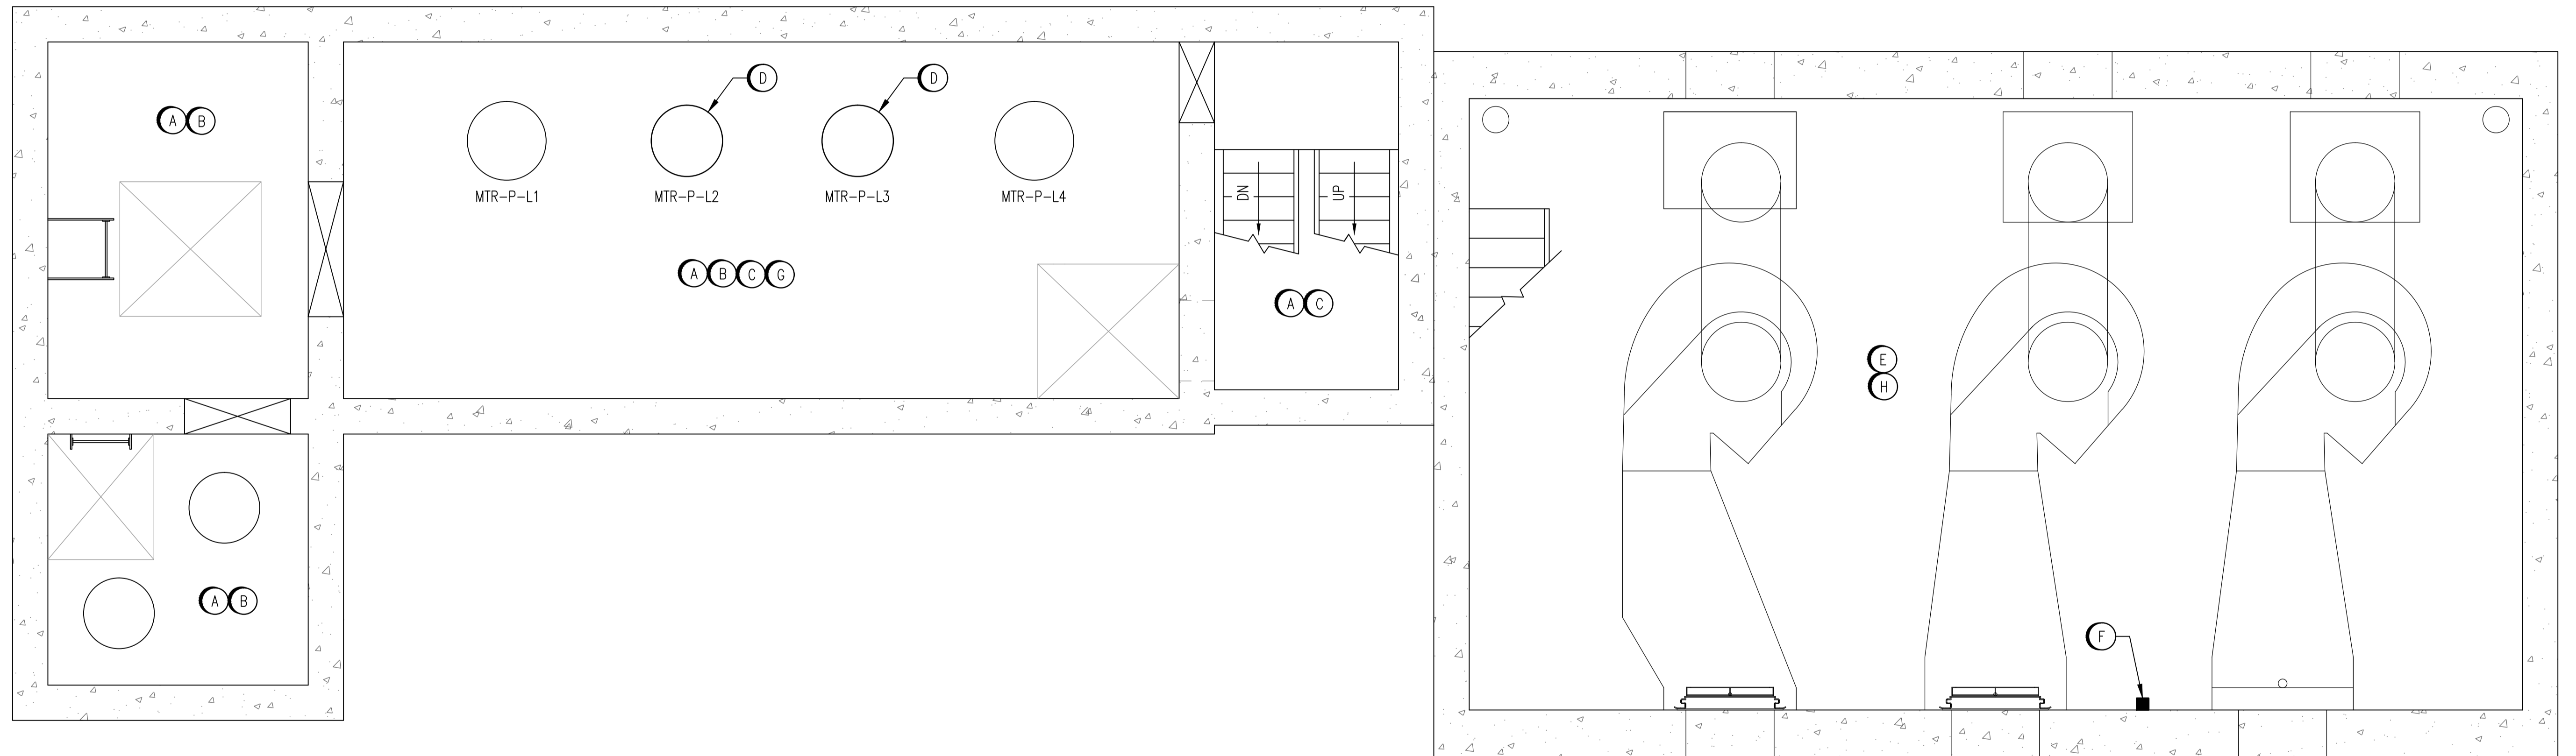 D D
A B
MTR-P-L1 MTR-P-L2 MTR-P-L3 MTR-P-L4
DN UP
A B C G
A C
E
H
A B
F